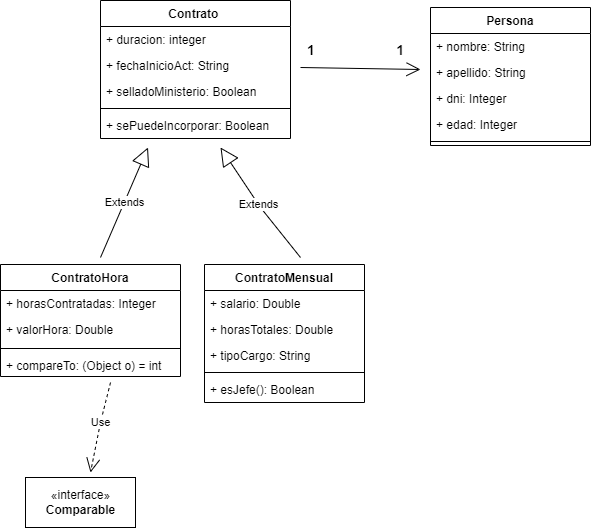 Contrato
+ duracion: integer
+ fechaInicioAct: String
+ selladoMinisterio: Boolean
+ sePuedeIncorporar: Boolean
1
1
Persona
+ nombre: String
+ apellido: String
+ dni: Integer
+ edad: Integer
Extends
Extends
ContratoHora
+ horasContratadas: Integer
+ valorHora: Double
+ compareTo: (Object o) = int
ContratoMensual
+ salario: Double
+ horasTotales: Double
+ tipoCargo: String
+ esJefe(): Boolean
Use
«interface»
Comparable